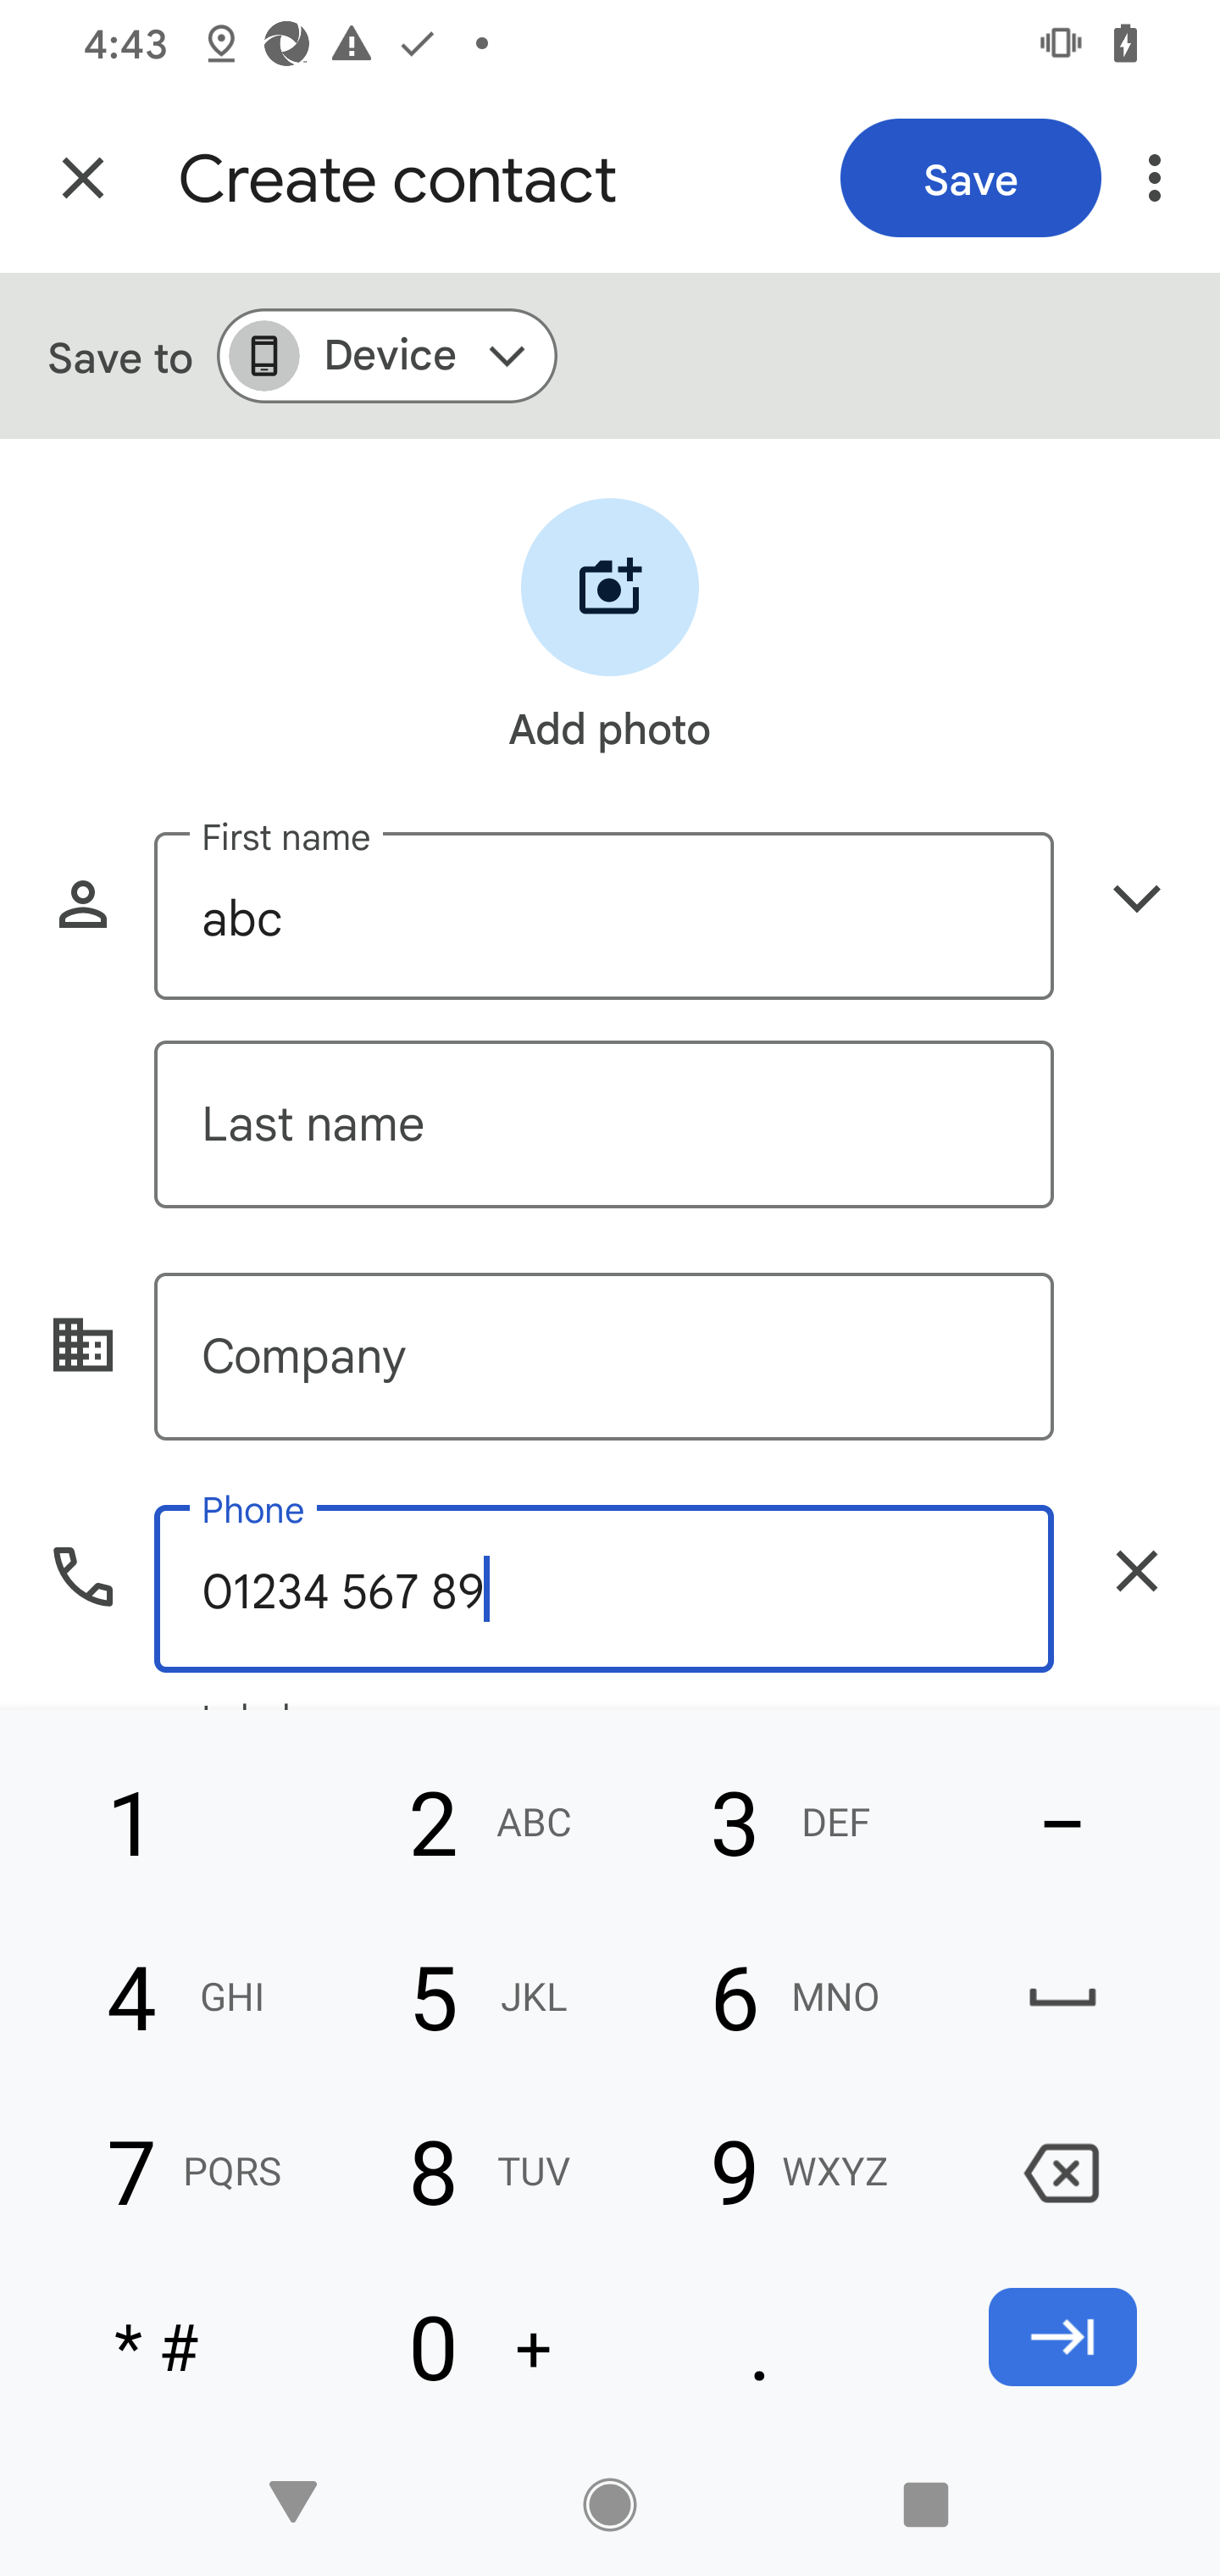 4:43
Create contact
Save
Save to
Device
Add photo
First name
abc
Last name
Company
Phone
01234 567 89
1
2 ABC
3 DEF
–
4 GHI
5 JKL
6 MNO
7 PQRS
8 TUV
9 WXYZ
* #
0 +
.